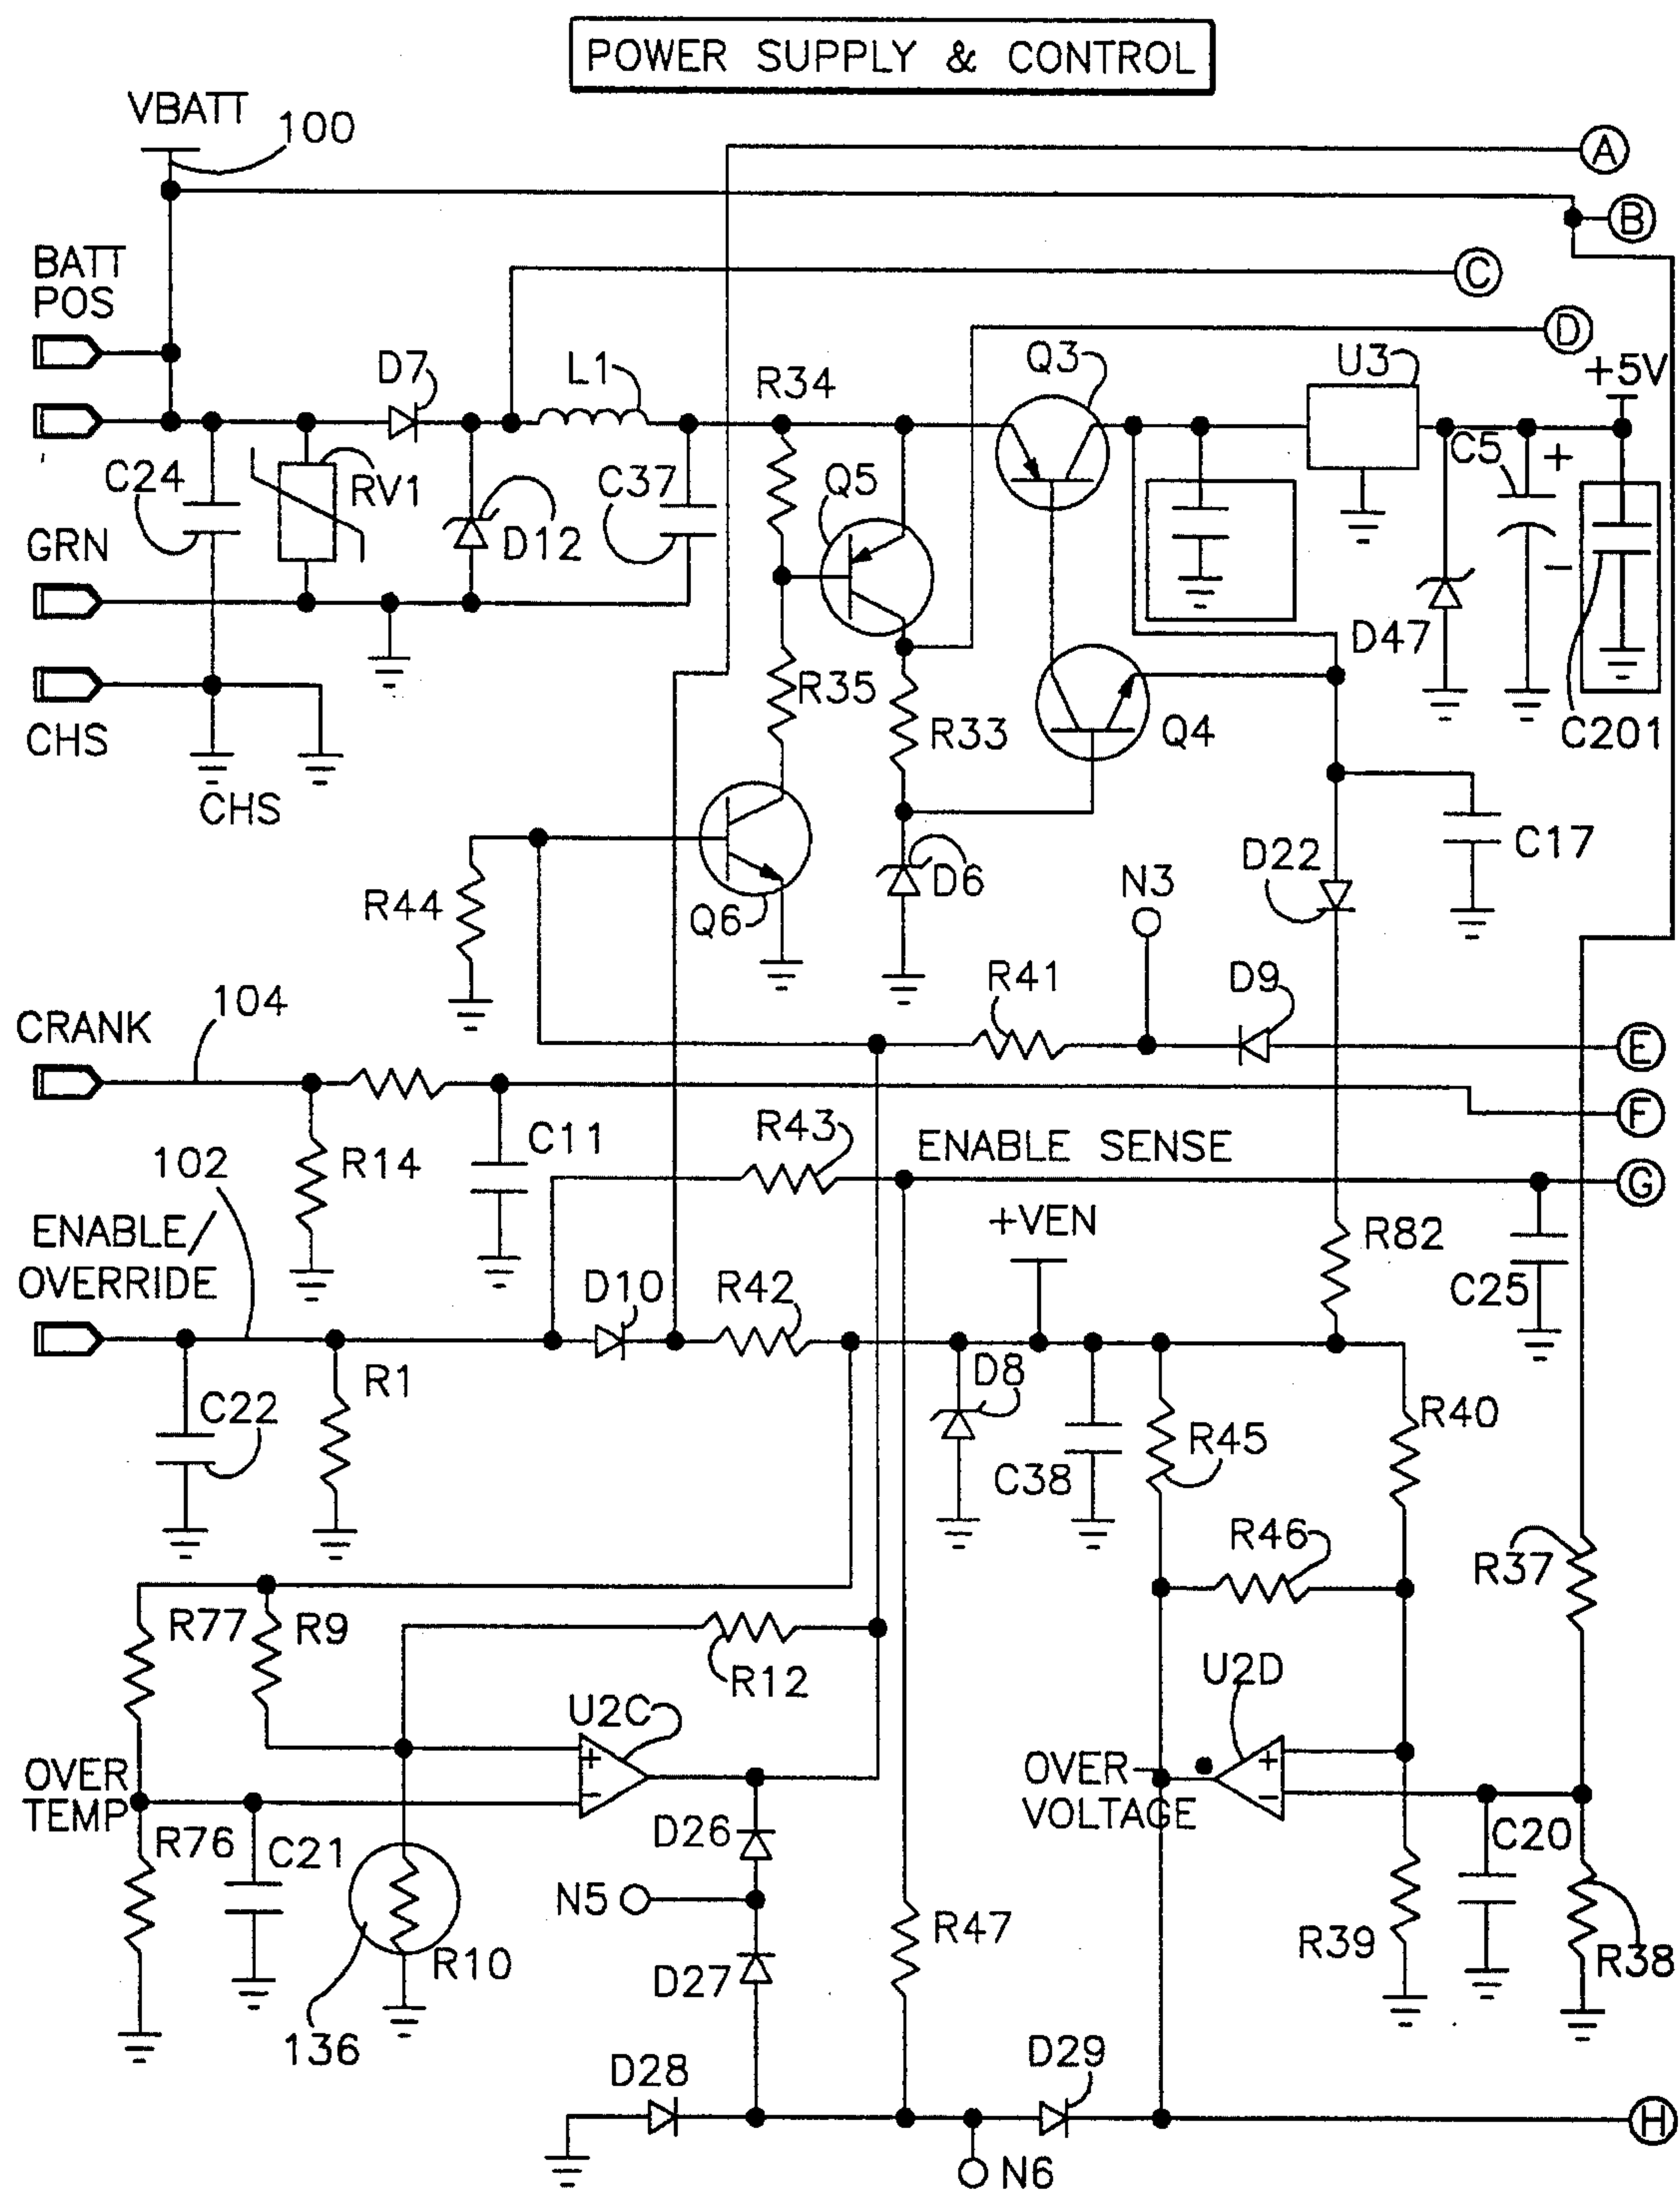 POWER SUPPLY & CONTROL
VBATT
100
A
B
BATT
POS
C
D
D7
L1
R34
Q3
U3
+5V
C24
RV1
D12
C37
Q5
C5
+
GRN
−
D47
CHS
R35
R33
Q4
C201
CHS
R44
Q6
D6
N3
D22
C17
CRANK
104
R41
D9
E
F
R14
C11
R43
ENABLE SENSE
G
102
ENABLE/
OVERRIDE
+VEN
R82
C25
D10
R42
R1
C22
D8
C38
R45
R40
R46
R37
R77
R9
R12
U2C
U2D
+
−
OVER
TEMP
OVER
VOLTAGE
+
−
R76
C21
D26
C20
N5
R10
D27
R47
R39
R38
136
D28
D29
H
N6